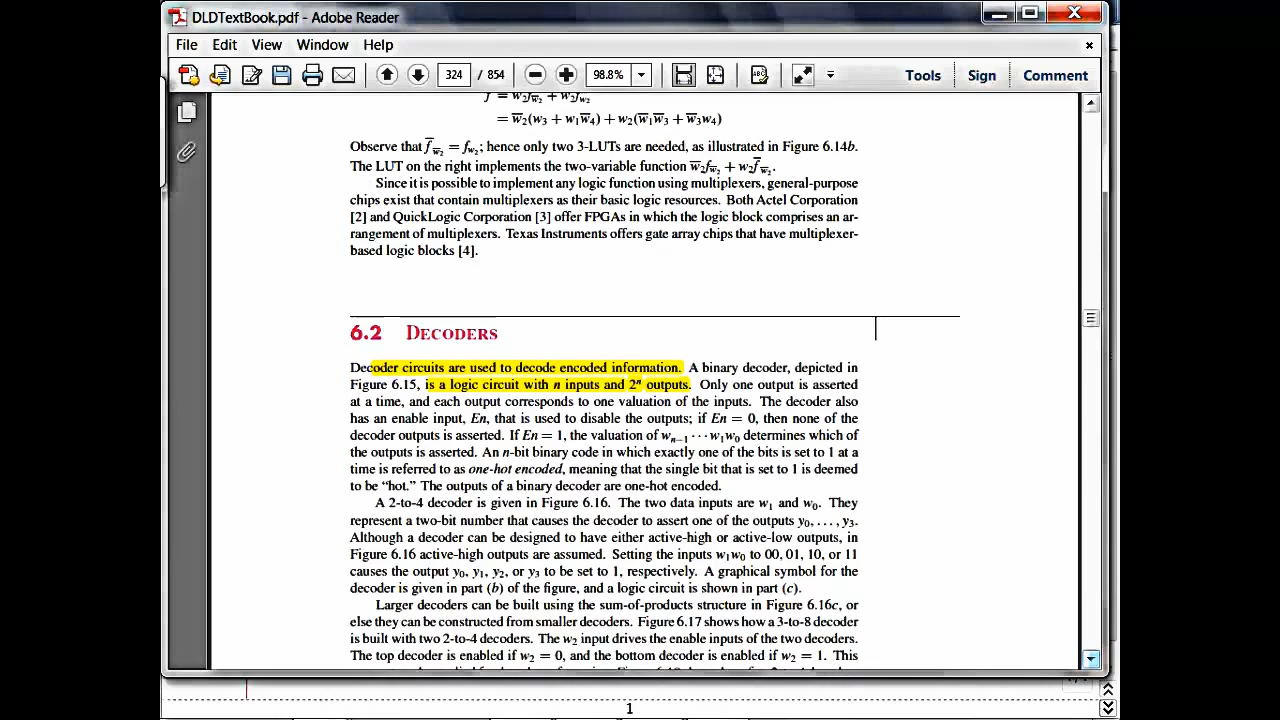 DLDTextBook.pdf - Adobe Reader
File Edit View Window Help
324 / 854 98.8% Tools Sign Comment
= w̅₂(w₃ + w₁w̅₄) + w₂(w̅₁w̅₃ + w̅₃w₄)
Observe that f̅w̅₂ = fw₂; hence only two 3-LUTs are needed, as illustrated in Figure 6.14b.
The LUT on the right implements the two-variable function w̅₂fw̅₂ + w₂f̅w̅₂.
Since it is possible to implement any logic function using multiplexers, general-purpose
chips exist that contain multiplexers as their basic logic resources. Both Actel Corporation
[2] and QuickLogic Corporation [3] offer FPGAs in which the logic block comprises an ar-
rangement of multiplexers. Texas Instruments offers gate array chips that have multiplexer-
based logic blocks [4].
6.2 Decoders
Decoder circuits are used to decode encoded information. A binary decoder, depicted in
Figure 6.15, is a logic circuit with n inputs and 2ⁿ outputs. Only one output is asserted
at a time, and each output corresponds to one valuation of the inputs. The decoder also
has an enable input, En, that is used to disable the outputs; if En = 0, then none of the
decoder outputs is asserted. If En = 1, the valuation of wₙ₋₁ ··· w₁w₀ determines which of
the outputs is asserted. An n-bit binary code in which exactly one of the bits is set to 1 at a
time is referred to as one-hot encoded, meaning that the single bit that is set to 1 is deemed
to be “hot.” The outputs of a binary decoder are one-hot encoded.
A 2-to-4 decoder is given in Figure 6.16. The two data inputs are w₁ and w₀. They
represent a two-bit number that causes the decoder to assert one of the outputs y₀, . . . , y₃.
Although a decoder can be designed to have either active-high or active-low outputs, in
Figure 6.16 active-high outputs are assumed. Setting the inputs w₁w₀ to 00, 01, 10, or 11
causes the output y₀, y₁, y₂, or y₃ to be set to 1, respectively. A graphical symbol for the
decoder is given in part (b) of the figure, and a logic circuit is shown in part (c).
Larger decoders can be built using the sum-of-products structure in Figure 6.16c, or
else they can be constructed from smaller decoders. Figure 6.17 shows how a 3-to-8 decoder
is built with two 2-to-4 decoders. The w₂ input drives the enable inputs of the two decoders.
The top decoder is enabled if w₂ = 0, and the bottom decoder is enabled if w₂ = 1. This
1